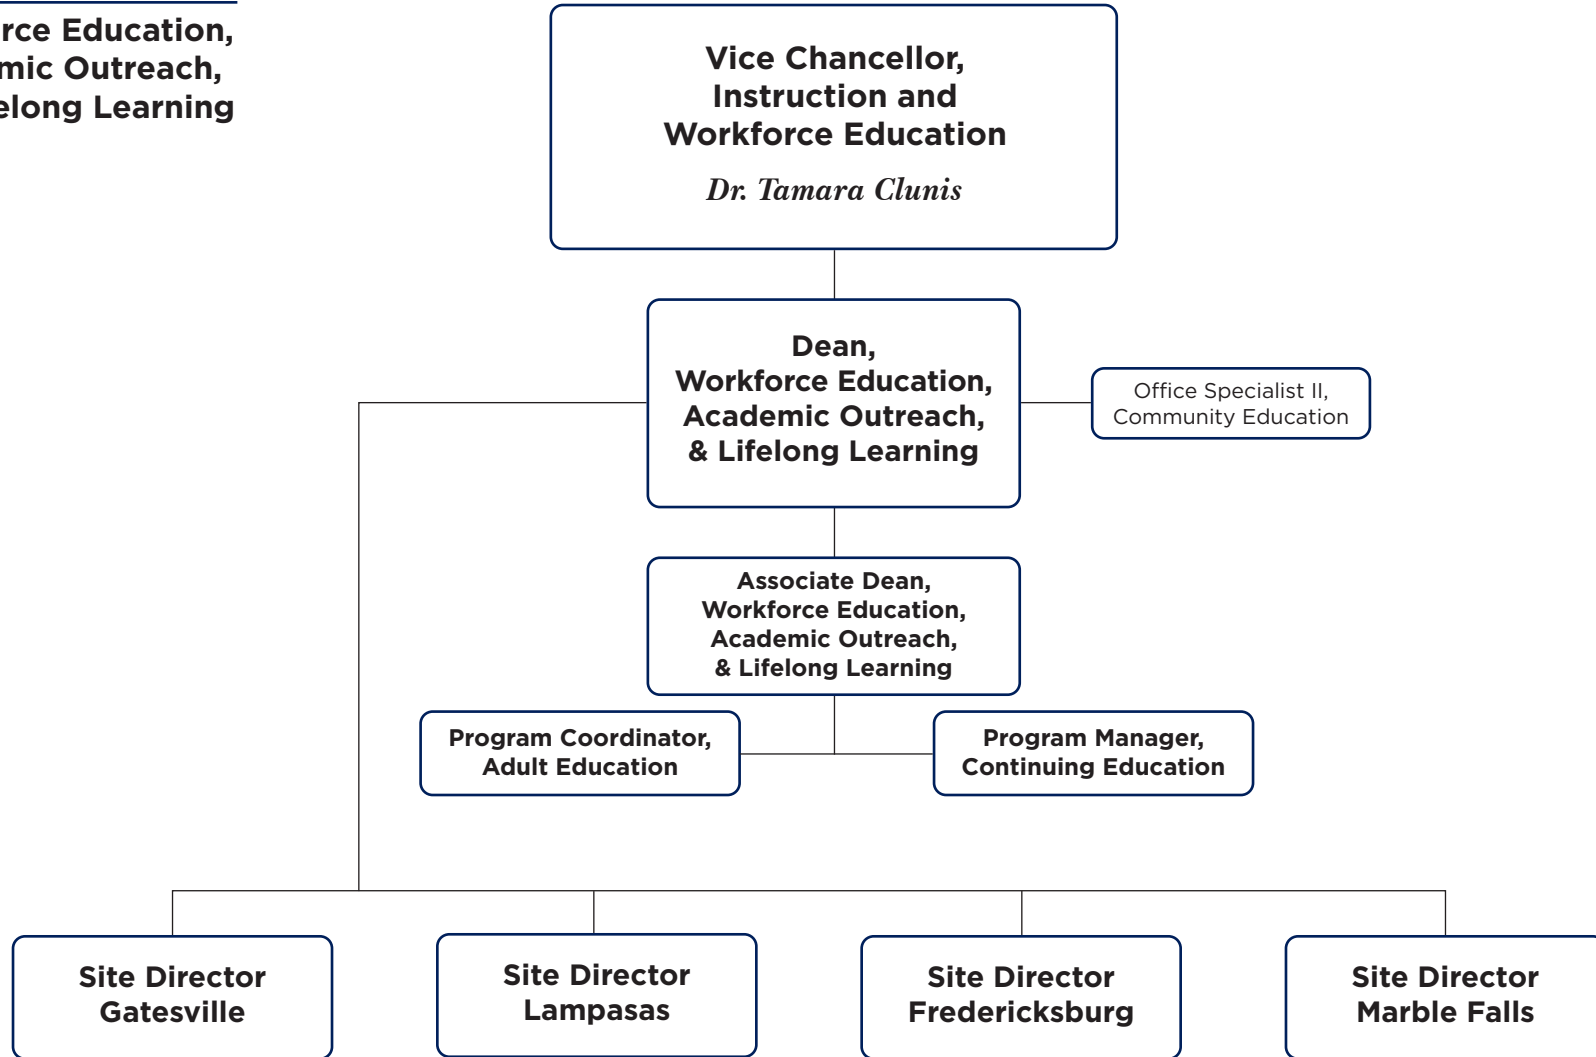 rce Education,
mic Outreach,
elong Learning
Vice Chancellor,
Instruction and
Workforce Education
Dr. Tamara Clunis
Dean,
Workforce Education,
Academic Outreach,
& Lifelong Learning
Office Specialist II,
Community Education
Associate Dean,
Workforce Education,
Academic Outreach,
& Lifelong Learning
Program Coordinator,
Adult Education
Program Manager,
Continuing Education
Site Director
Gatesville
Site Director
Lampasas
Site Director
Fredericksburg
Site Director
Marble Falls